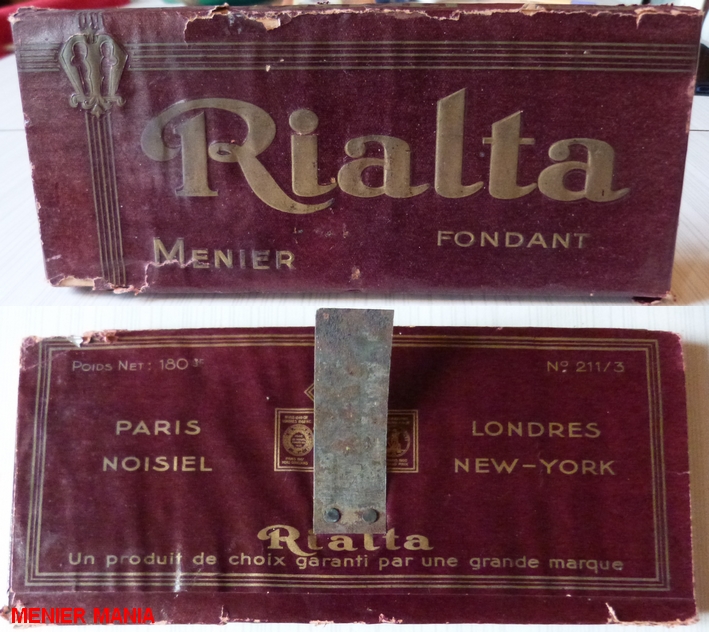 Rialta
MENIER
FONDANT
POIDS NET : 180 gr
Nº 211/3
PARIS
LONDRES
NOISIEL
NEW-YORK
Rialta
Un produit de choix garanti par une grande marque
MENIER MANIA